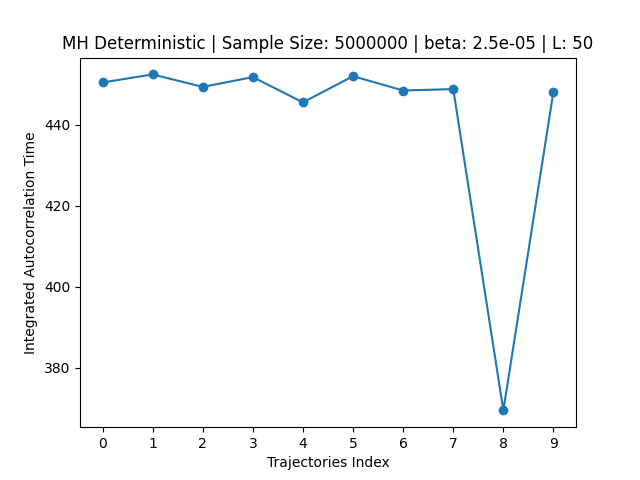 MH Deterministic | Sample Size: 5000000 | beta: 2.5e-05 | L: 50
Integrated Autocorrelation Time
440
420
400
380
0 1 2 3 4 5 6 7 8 9
Trajectories Index